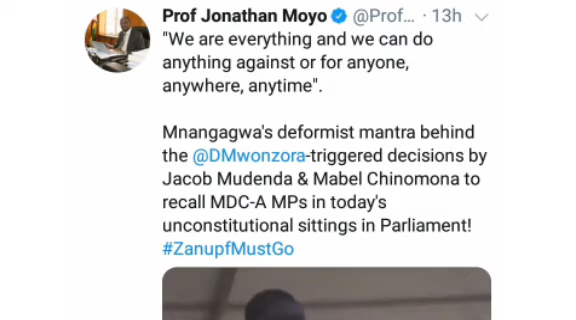 Prof Jonathan Moyo @Prof... · 13h
"We are everything and we can do
anything against or for anyone,
anywhere, anytime".
Mnangagwa's deformist mantra behind
the @DMwonzora-triggered decisions by
Jacob Mudenda & Mabel Chinomona to
recall MDC-A MPs in today's
unconstitutional sittings in Parliament!
#ZanupfMustGo